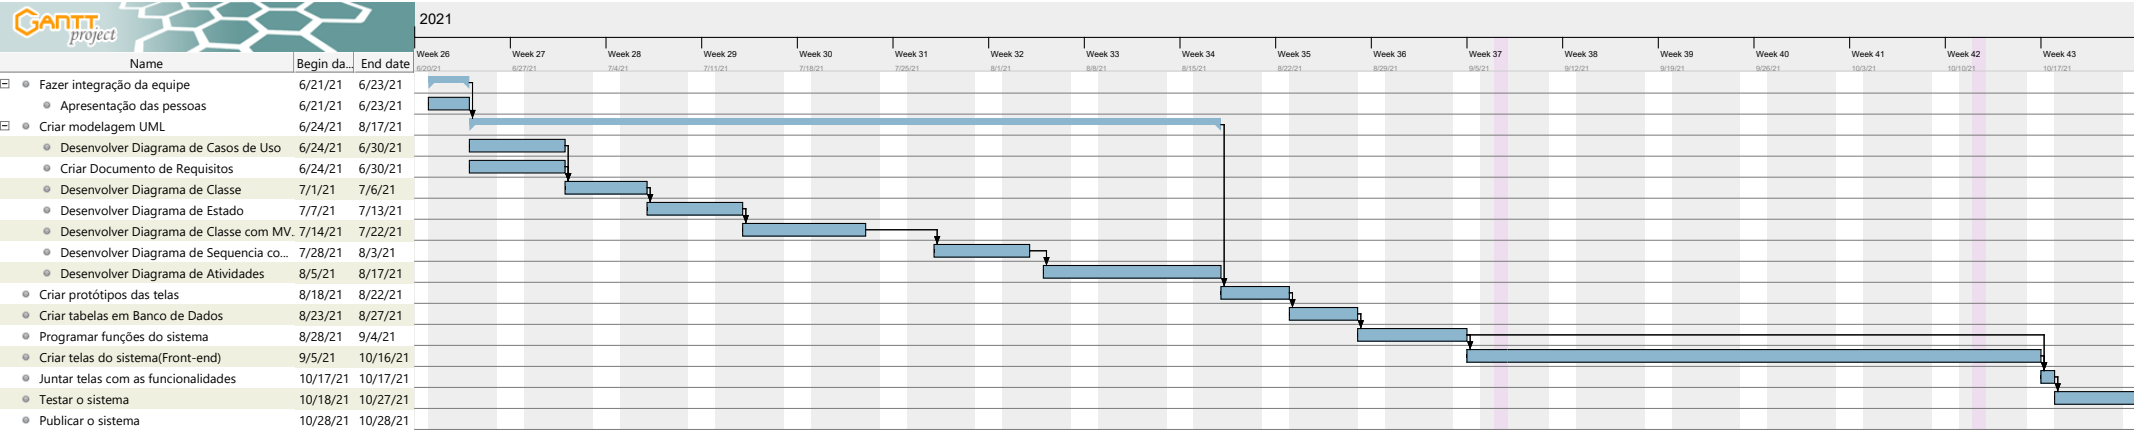 GANTT
project
2021
Week 26 Week 27 Week 28 Week 29 Week 30 Week 31 Week 32 Week 33 Week 34 Week 35 Week 36 Week 37 Week 38 Week 39 Week 40 Week 41 Week 42 Week 43
Name Begin da... End date
6/20/21 6/27/21 7/4/21 7/11/21 7/18/21 7/25/21 8/1/21 8/8/21 8/15/21 8/22/21 8/29/21 9/5/21 9/12/21 9/19/21 9/26/21 10/3/21 10/10/21 10/17/21
Fazer integração da equipe 6/21/21 6/23/21
Apresentação das pessoas 6/21/21 6/23/21
Criar modelagem UML 6/24/21 8/17/21
Desenvolver Diagrama de Casos de Uso 6/24/21 6/30/21
Criar Documento de Requisitos 6/24/21 6/30/21
Desenvolver Diagrama de Classe 7/1/21 7/6/21
Desenvolver Diagrama de Estado 7/7/21 7/13/21
Desenvolver Diagrama de Classe com MV.. 7/14/21 7/22/21
Desenvolver Diagrama de Sequencia co... 7/28/21 8/3/21
Desenvolver Diagrama de Atividades 8/5/21 8/17/21
Criar protótipos das telas 8/18/21 8/22/21
Criar tabelas em Banco de Dados 8/23/21 8/27/21
Programar funções do sistema 8/28/21 9/4/21
Criar telas do sistema(Front-end) 9/5/21 10/16/21
Juntar telas com as funcionalidades 10/17/21 10/17/21
Testar o sistema 10/18/21 10/27/21
Publicar o sistema 10/28/21 10/28/21